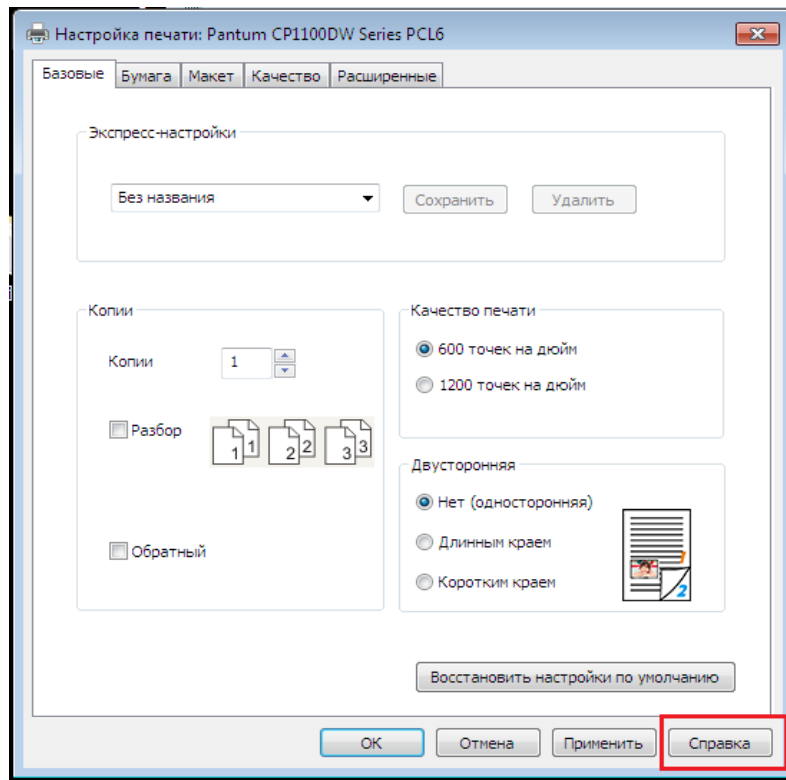 Настройка печати: Pantum CP1100DW Series PCL6
Базовые Бумага Макет Качество Расширенные
Экспресс-настройки
Без названия Сохранить Удалить
Копии
Копии 1
Разбор 1 1 2 2 3 3
Обратный
Качество печати
600 точек на дюйм
1200 точек на дюйм
Двусторонняя
Нет (односторонняя)
Длинным краем
Коротким краем
1
2
Восстановить настройки по умолчанию
OK Отмена Применить Справка